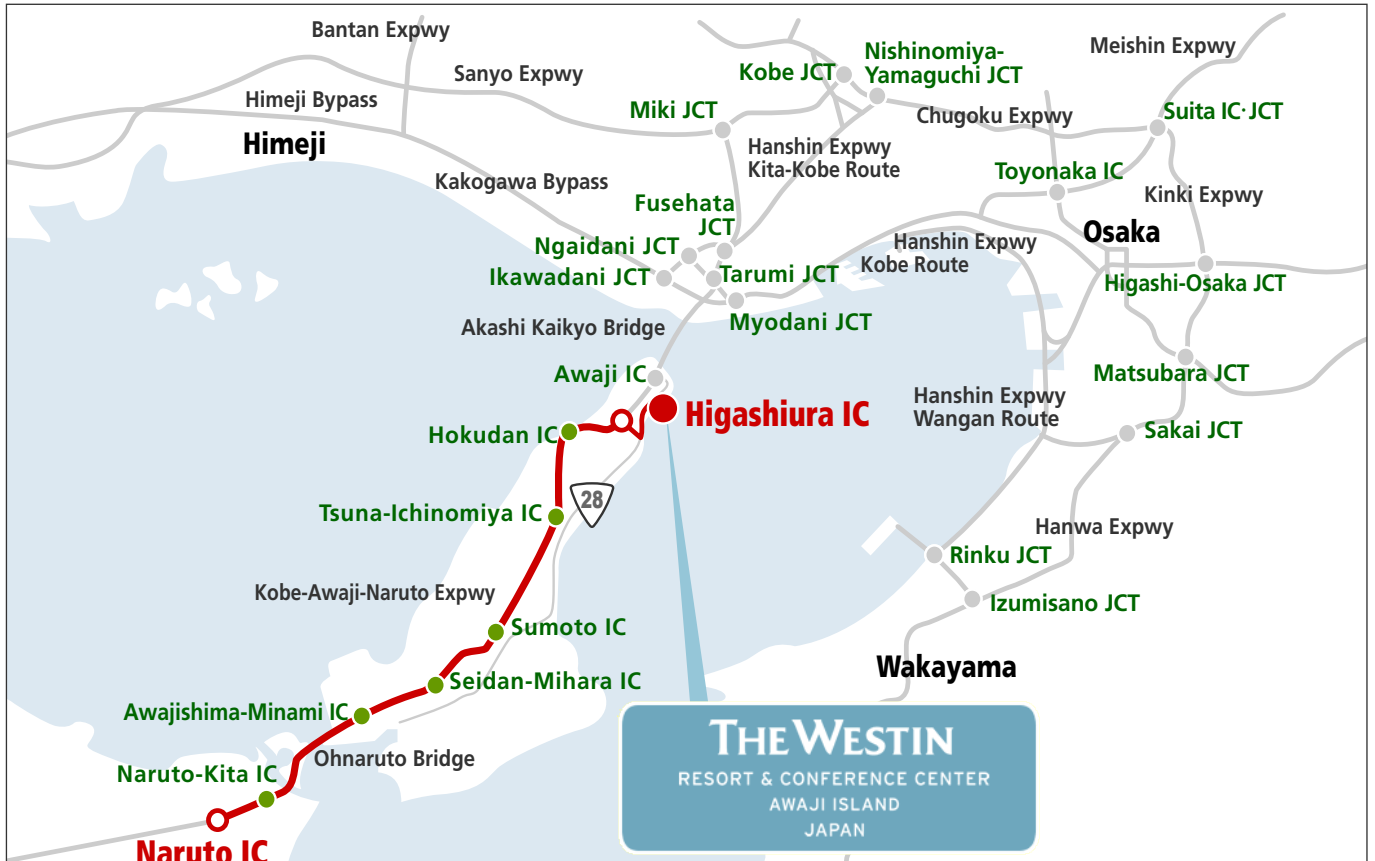 Bantan Expwy
Sanyo Expwy
Himeji Bypass
Himeji
Kakogawa Bypass
Kobe JCT
Nishinomiya-
Yamaguchi JCT
Meishin Expwy
Miki JCT
Chugoku Expwy
Suita IC·JCT
Hanshin Expwy
Kita-Kobe Route
Toyonaka IC
Kinki Expwy
Fusehata
JCT
Osaka
Ngaidani JCT
Hanshin Expwy
Kobe Route
Ikawadani JCT
Tarumi JCT
Higashi-Osaka JCT
Myodani JCT
Akashi Kaikyo Bridge
Awaji IC
Matsubara JCT
Hanshin Expwy
Wangan Route
Higashiura IC
Hokudan IC
Sakai JCT
28
Tsuna-Ichinomiya IC
Hanwa Expwy
Rinku JCT
Kobe-Awaji-Naruto Expwy
Izumisano JCT
Sumoto IC
Wakayama
Seidan-Mihara IC
Awajishima-Minami IC
Ohnaruto Bridge
Naruto-Kita IC
Naruto IC
THE WESTIN
RESORT & CONFERENCE CENTER
AWAJI ISLAND
JAPAN